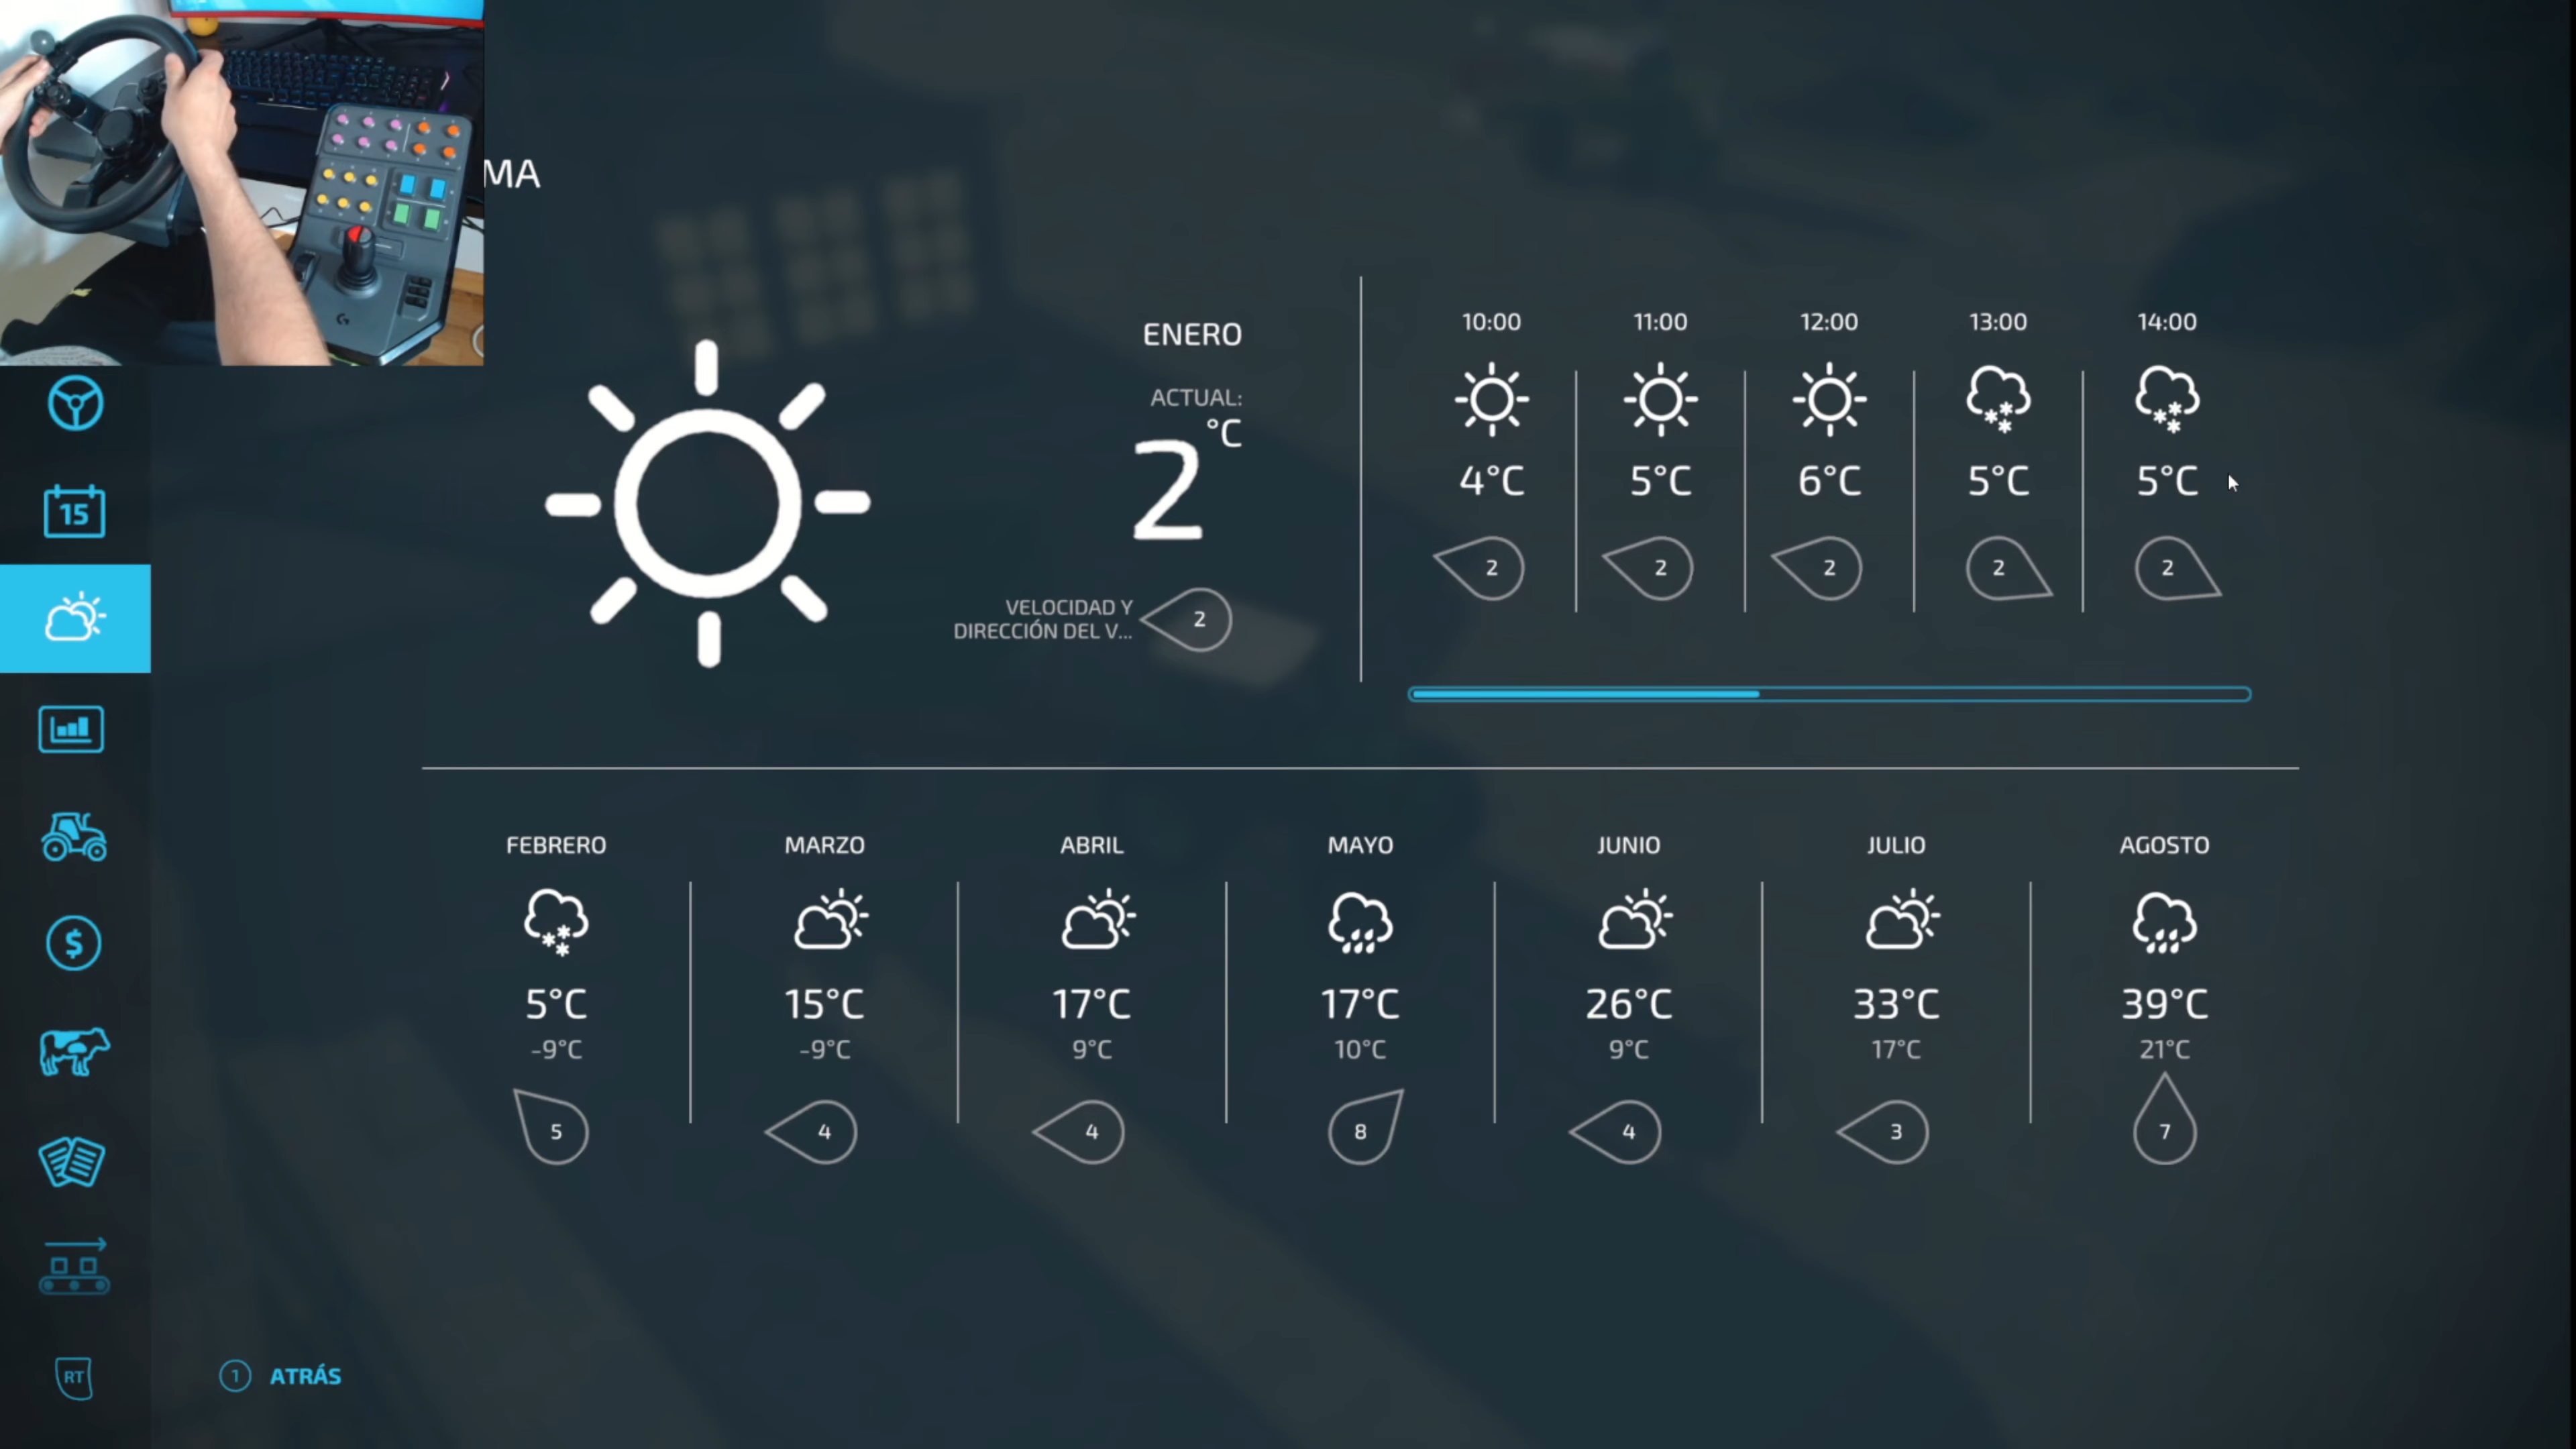 MA
ENERO
ACTUAL:
2 °C
VELOCIDAD Y
DIRECCIÓN DEL V...
2
10:00 11:00 12:00 13:00 14:00
4°C 5°C 6°C 5°C 5°C
2 2 2 2 2
15
FEBRERO MARZO ABRIL MAYO JUNIO JULIO AGOSTO
5°C 15°C 17°C 17°C 26°C 33°C 39°C
-9°C -9°C 9°C 10°C 9°C 17°C 21°C
5 4 4 8 4 3 7
$
RT
1 ATRÁS